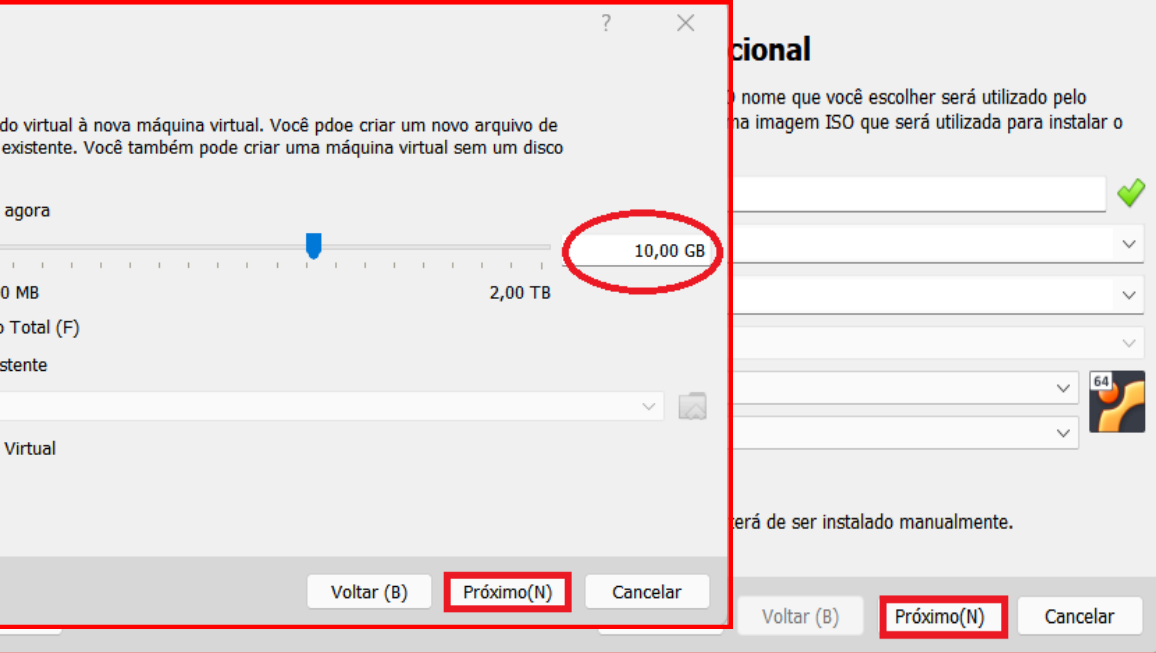 ?
do virtual à nova máquina virtual. Você pdoe criar um novo arquivo de
existente. Você também pode criar uma máquina virtual sem um disco
agora
10,00 GB
0 MB
2,00 TB
o Total (F)
stente
Virtual
Voltar (B)
Próximo(N)
Cancelar
cional
nome que você escolher será utilizado pelo
ma imagem ISO que será utilizada para instalar o
64
terá de ser instalado manualmente.
Voltar (B)
Próximo(N)
Cancelar